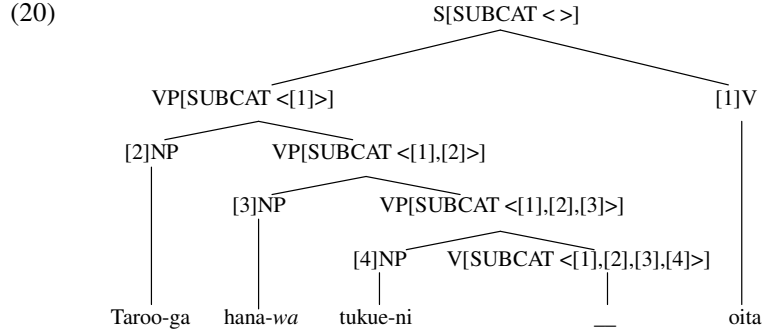 (20)
S[SUBCAT < >]
VP[SUBCAT <[1]>] [1]V
[2]NP VP[SUBCAT <[1],[2]>]
[3]NP VP[SUBCAT <[1],[2],[3]>]
[4]NP V[SUBCAT <[1],[2],[3],[4]>]
Taroo-ga hana-wa tukue-ni __ oita